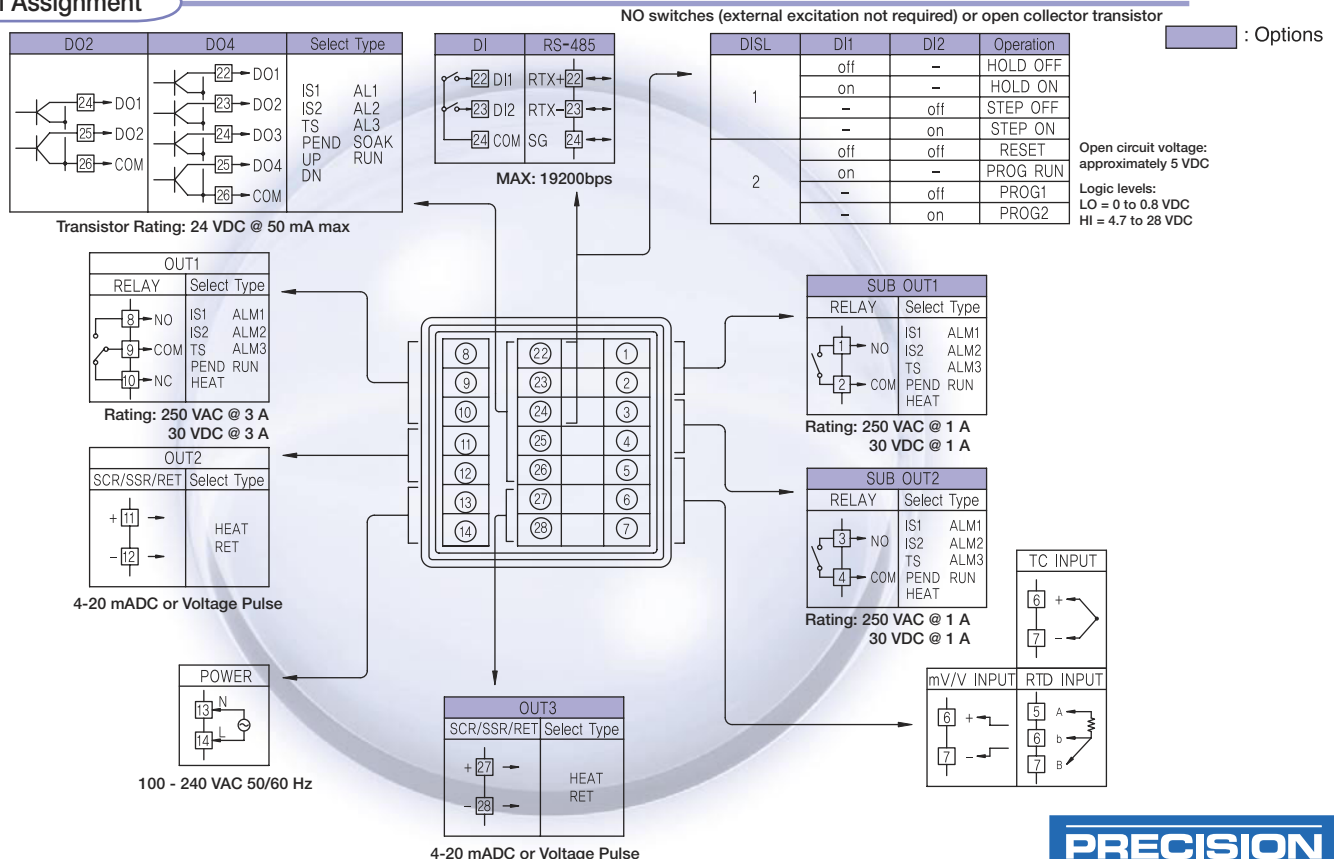 Assignment
NO switches (external excitation not required) or open collector transistor
: Options
DO2 DO4 Select Type
24 DO1
25 DO2
26 COM
22 DO1
23 DO2
24 DO3
25 DO4
26 COM
IS1 AL1
IS2 AL2
TS AL3
PEND SOAK
UP RUN
DN
Transistor Rating: 24 VDC @ 50 mA max
DI RS-485
22 DI1 RTX+ 22
23 DI2 RTX- 23
24 COM SG 24
MAX: 19200bps
DISL DI1 DI2 Operation
1 off – HOLD OFF
on – HOLD ON
– off STEP OFF
– on STEP ON
2 off off RESET
on – PROG RUN
– off PROG1
– on PROG2
Open circuit voltage:
approximately 5 VDC
Logic levels:
LO = 0 to 0.8 VDC
HI = 4.7 to 28 VDC
OUT1
RELAY Select Type
8 NO
9 COM
10 NC
IS1 ALM1
IS2 ALM2
TS ALM3
PEND RUN
HEAT
Rating: 250 VAC @ 3 A
30 VDC @ 3 A
OUT2
SCR/SSR/RET Select Type
+ 11
- 12
HEAT
RET
4-20 mADC or Voltage Pulse
POWER
13 N
14 L
100 - 240 VAC 50/60 Hz
8 22 1
9 23 2
10 24 3
11 25 4
12 26 5
13 27 6
14 28 7
OUT3
SCR/SSR/RET Select Type
+ 27
- 28
HEAT
RET
4-20 mADC or Voltage Pulse
SUB OUT1
RELAY Select Type
1 NO
2 COM
IS1 ALM1
IS2 ALM2
TS ALM3
PEND RUN
HEAT
Rating: 250 VAC @ 1 A
30 VDC @ 1 A
SUB OUT2
RELAY Select Type
3 NO
4 COM
IS1 ALM1
IS2 ALM2
TS ALM3
PEND RUN
HEAT
Rating: 250 VAC @ 1 A
30 VDC @ 1 A
TC INPUT
6 +
7 -
mV/V INPUT
6 +
7 -
RTD INPUT
5 A
6 b
7 B
PRECISION